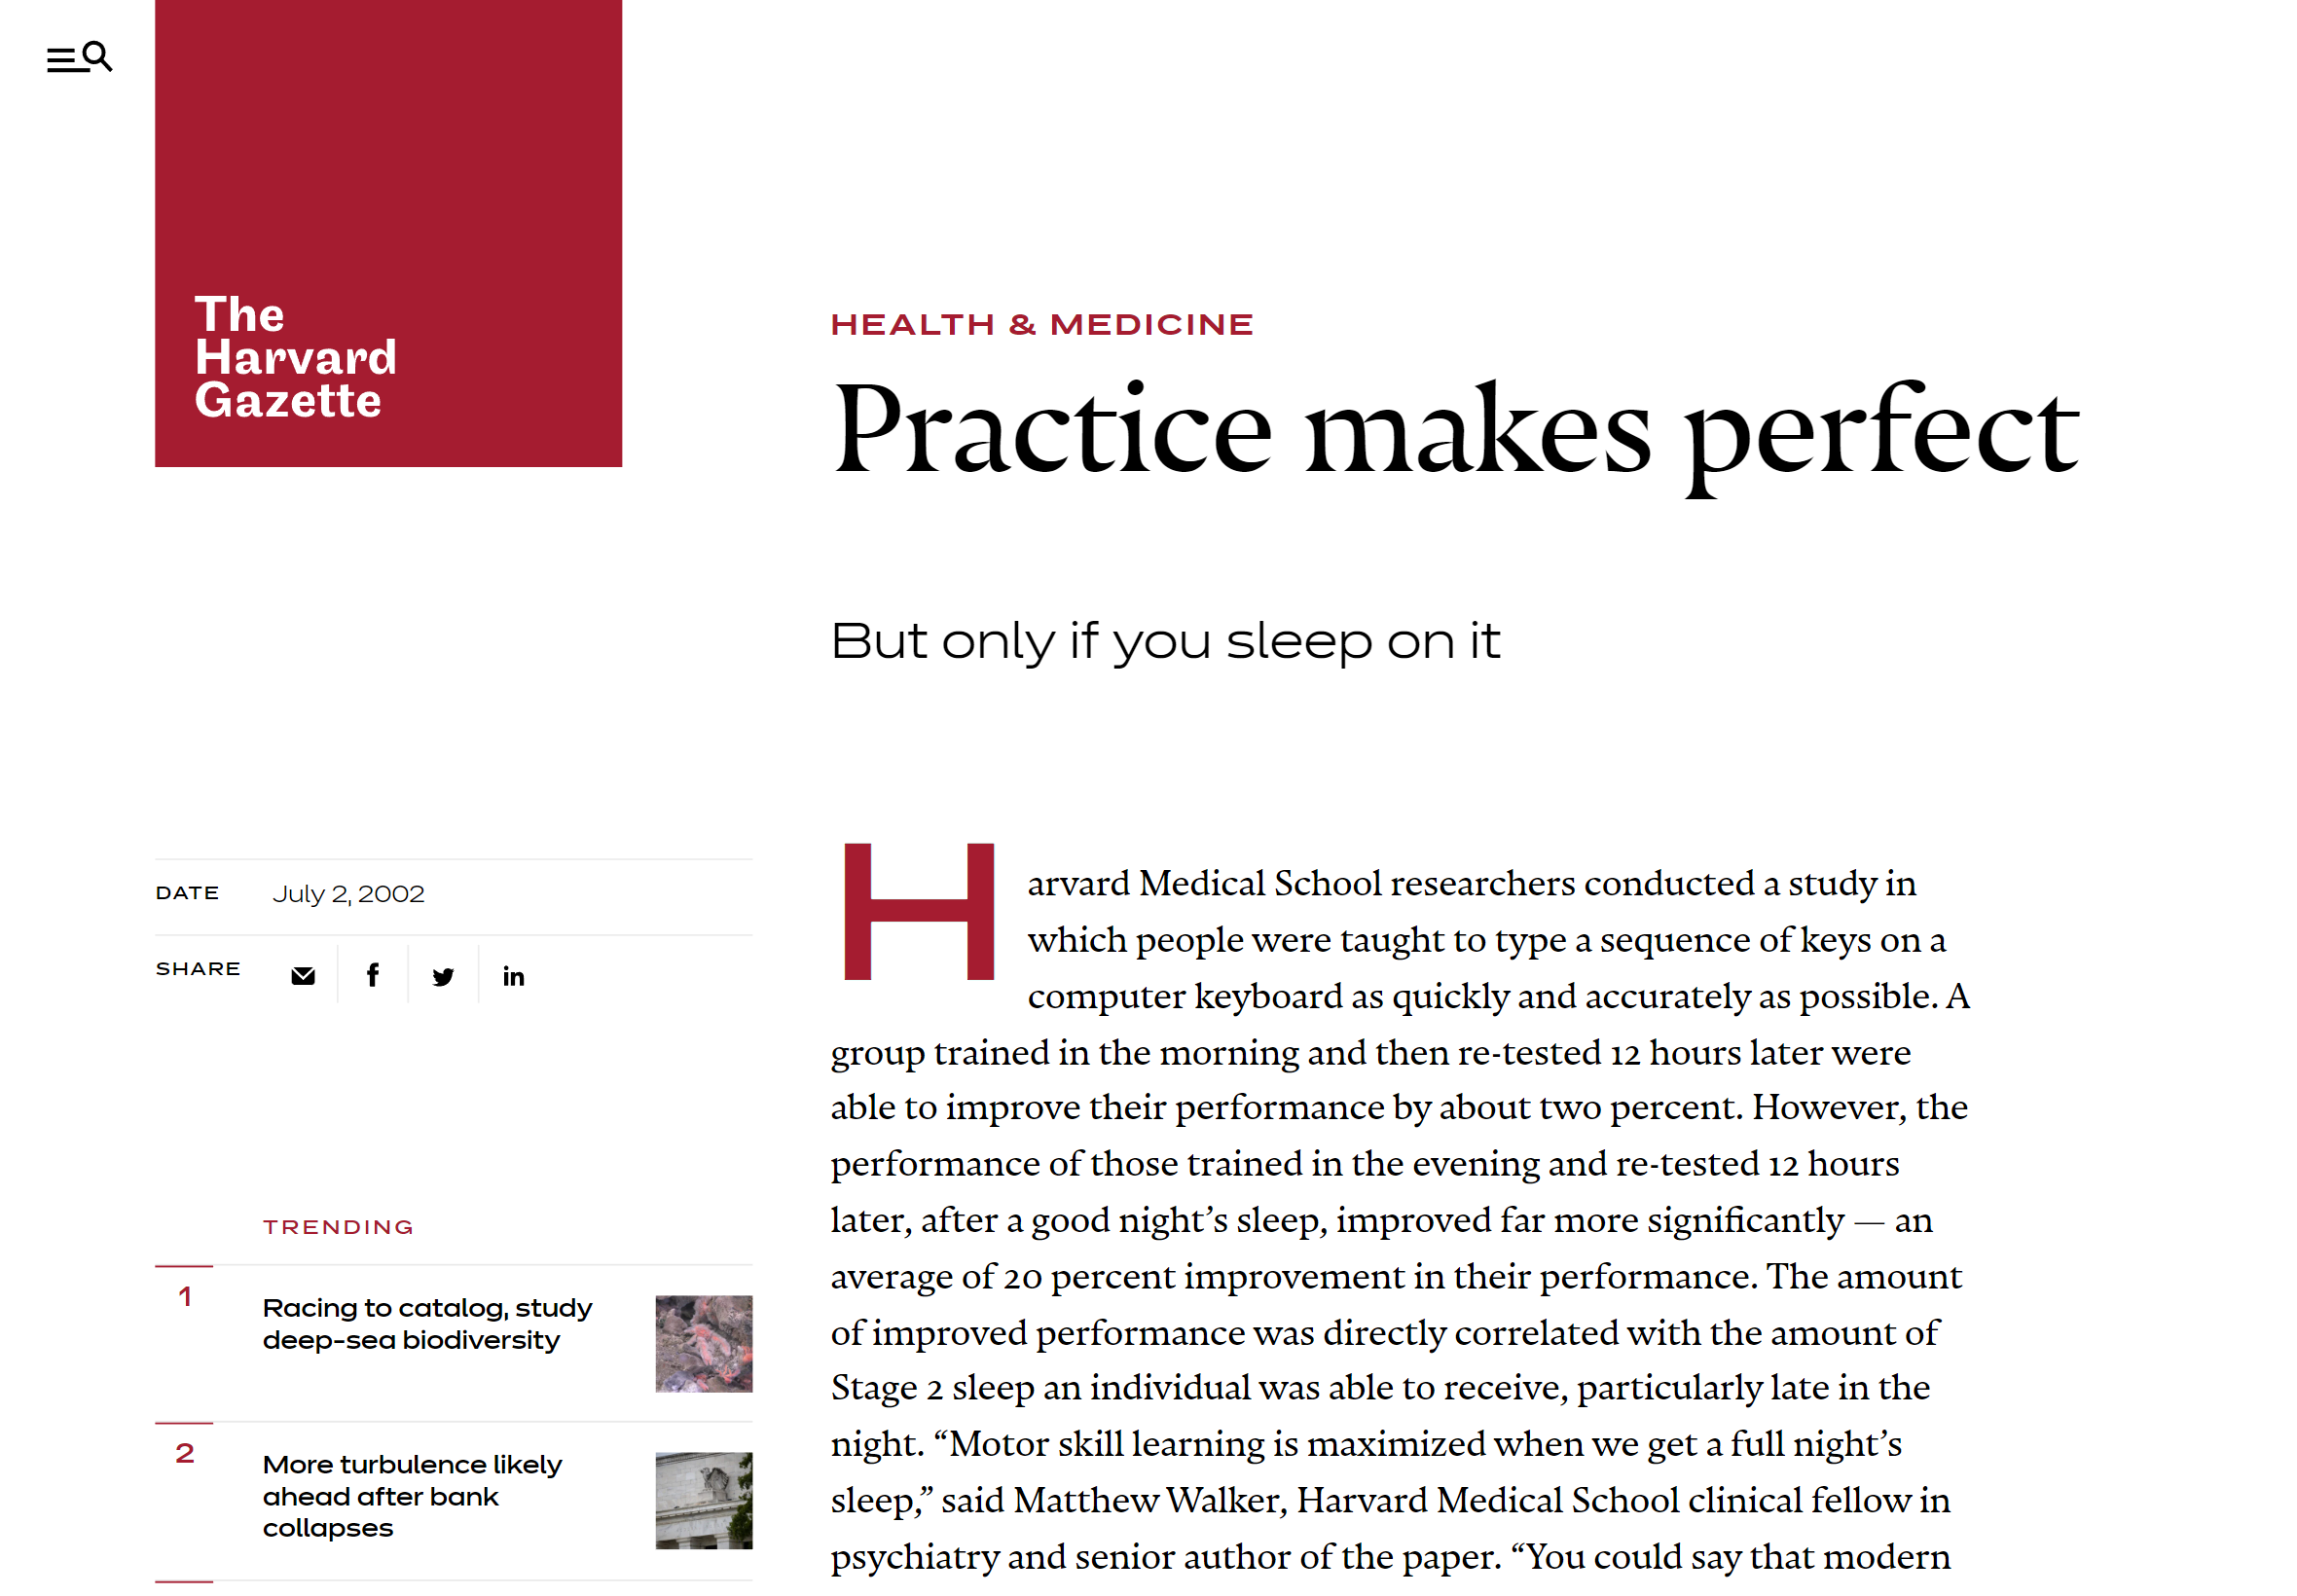 The
Harvard
Gazette
HEALTH & MEDICINE
Practice makes perfect
But only if you sleep on it
DATE July 2, 2002
SHARE
TRENDING
1
Racing to catalog, study
deep-sea biodiversity
2
More turbulence likely
ahead after bank
collapses
Harvard Medical School researchers conducted a study in
which people were taught to type a sequence of keys on a
computer keyboard as quickly and accurately as possible. A
group trained in the morning and then re-tested 12 hours later were
able to improve their performance by about two percent. However, the
performance of those trained in the evening and re-tested 12 hours
later, after a good night’s sleep, improved far more significantly — an
average of 20 percent improvement in their performance. The amount
of improved performance was directly correlated with the amount of
Stage 2 sleep an individual was able to receive, particularly late in the
night. “Motor skill learning is maximized when we get a full night’s
sleep,” said Matthew Walker, Harvard Medical School clinical fellow in
psychiatry and senior author of the paper. “You could say that modern